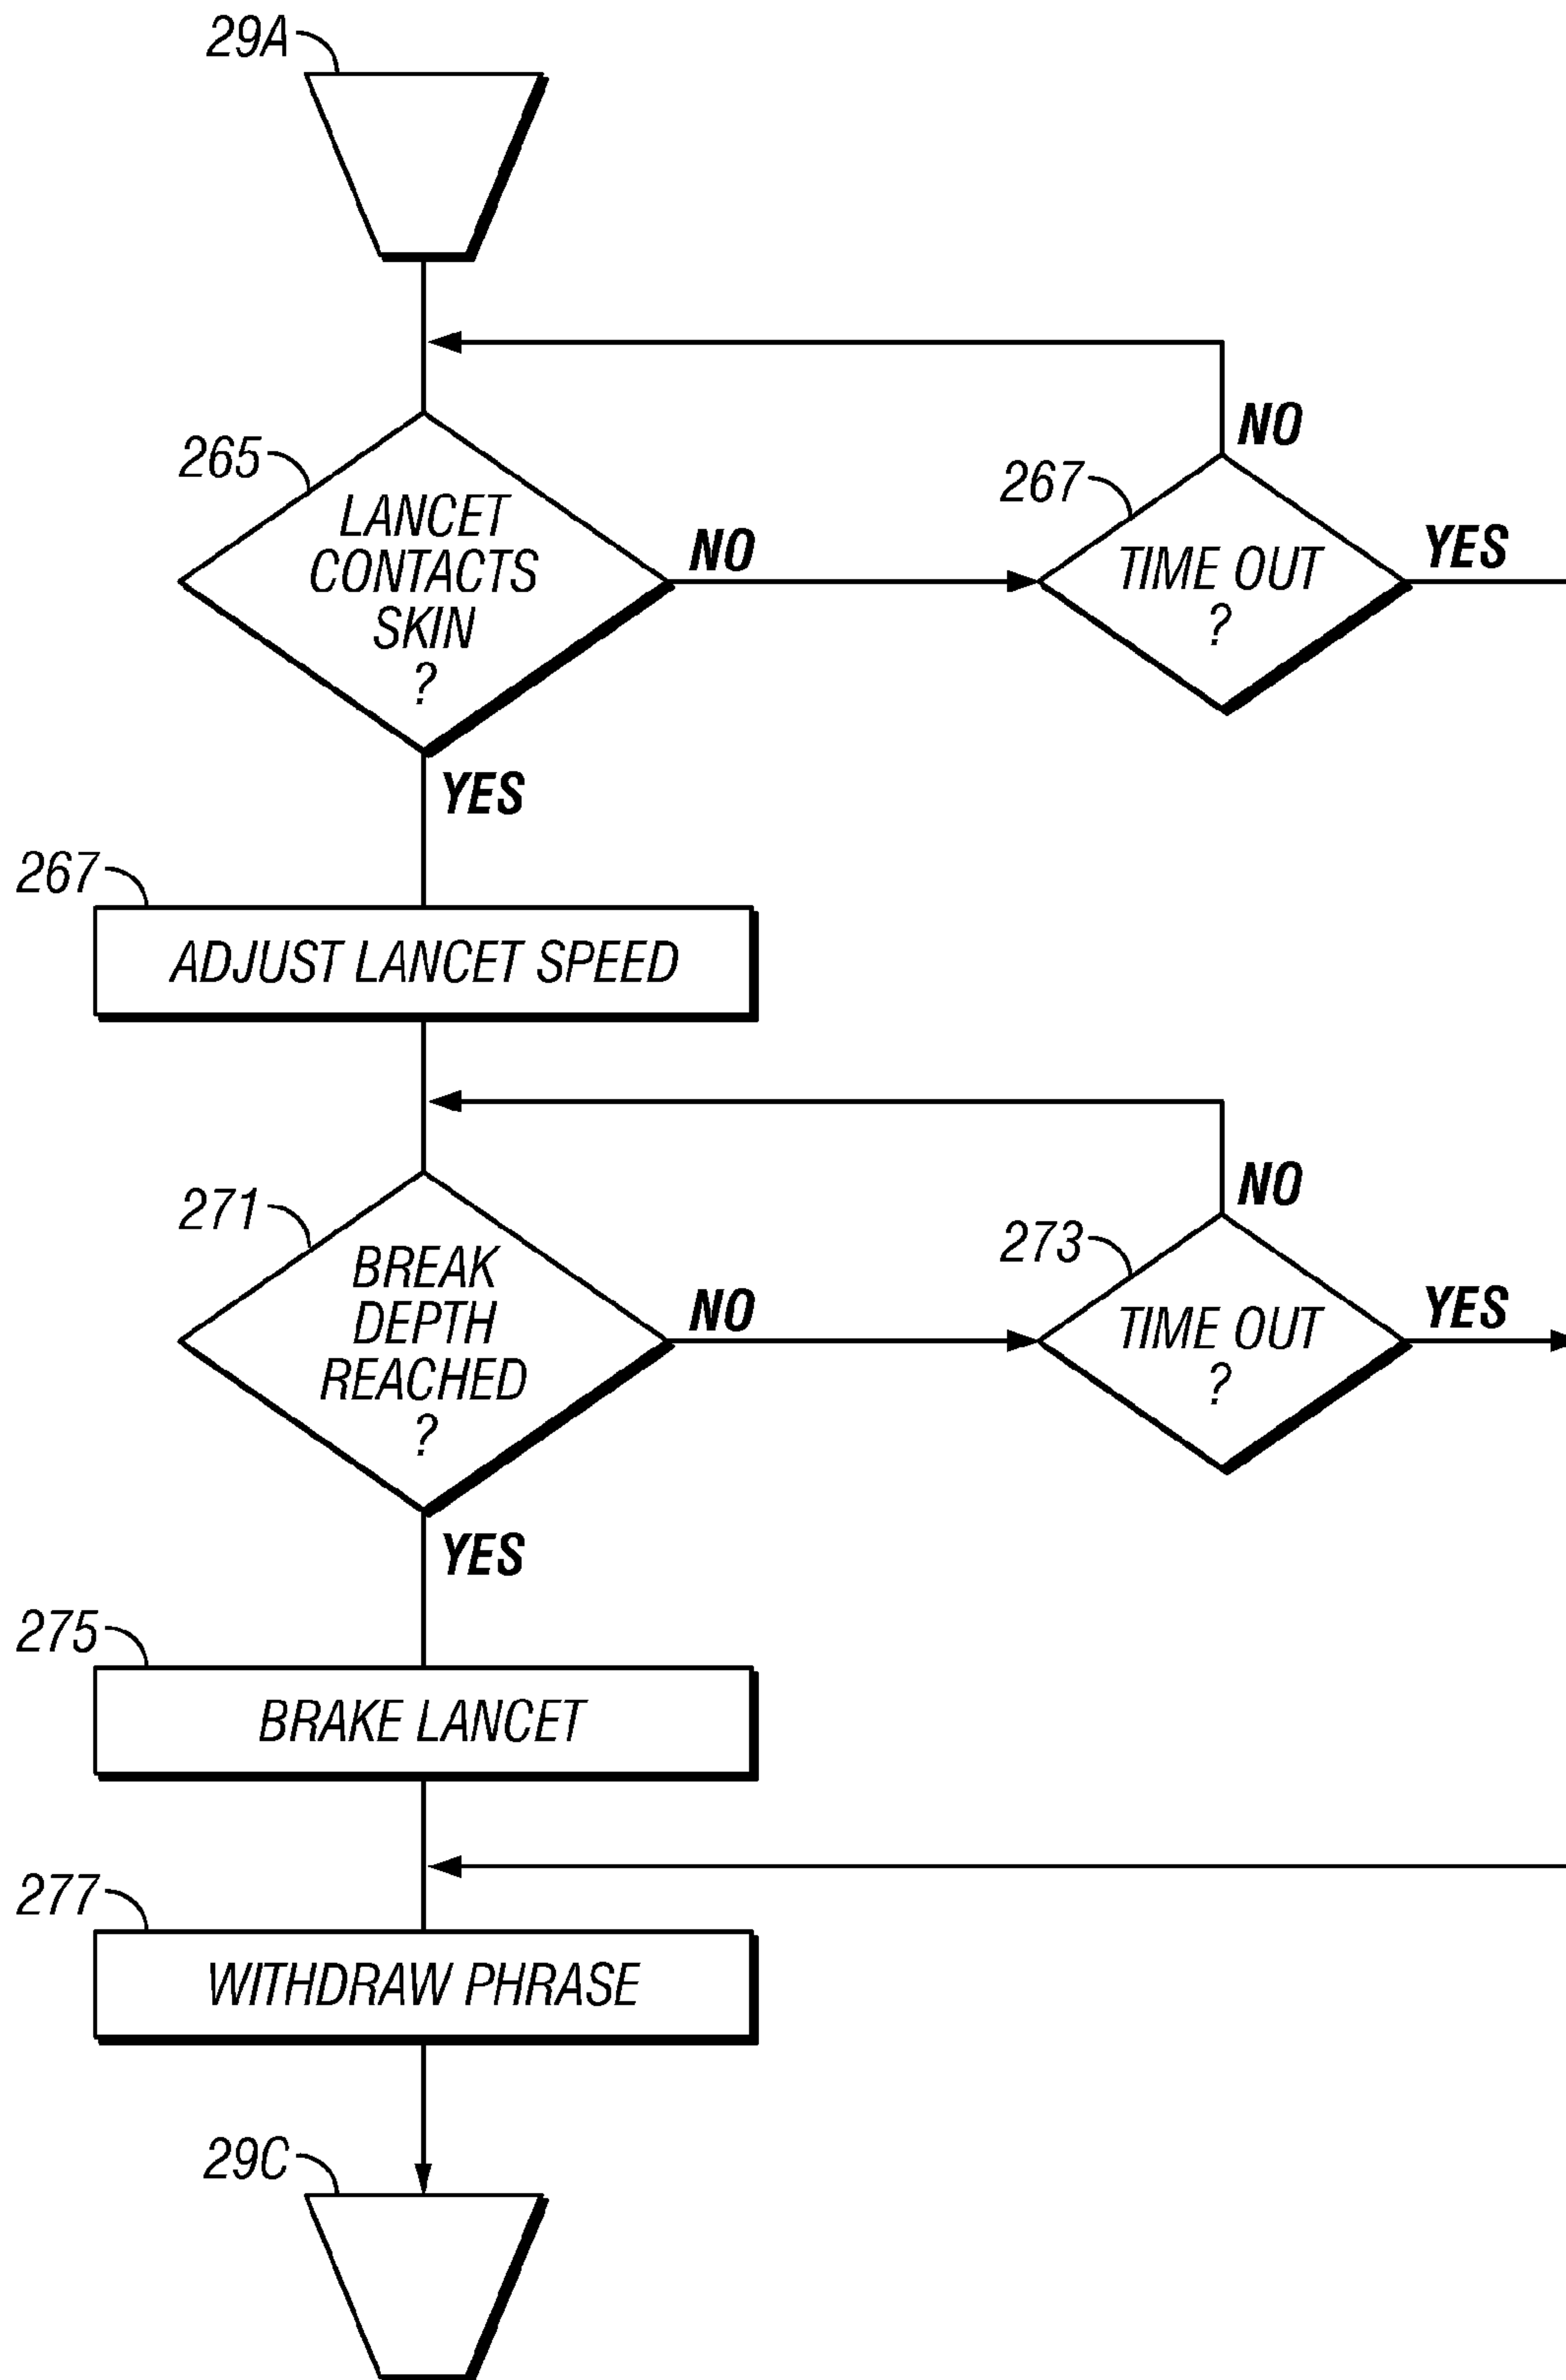 29A
NO
265
267
LANCET
CONTACTS
SKIN
?
NO
TIME OUT
?
YES
YES
267
ADJUST LANCET SPEED
NO
271
273
BREAK
DEPTH
REACHED
?
NO
TIME OUT
?
YES
YES
275
BRAKE LANCET
277
WITHDRAW PHRASE
29C